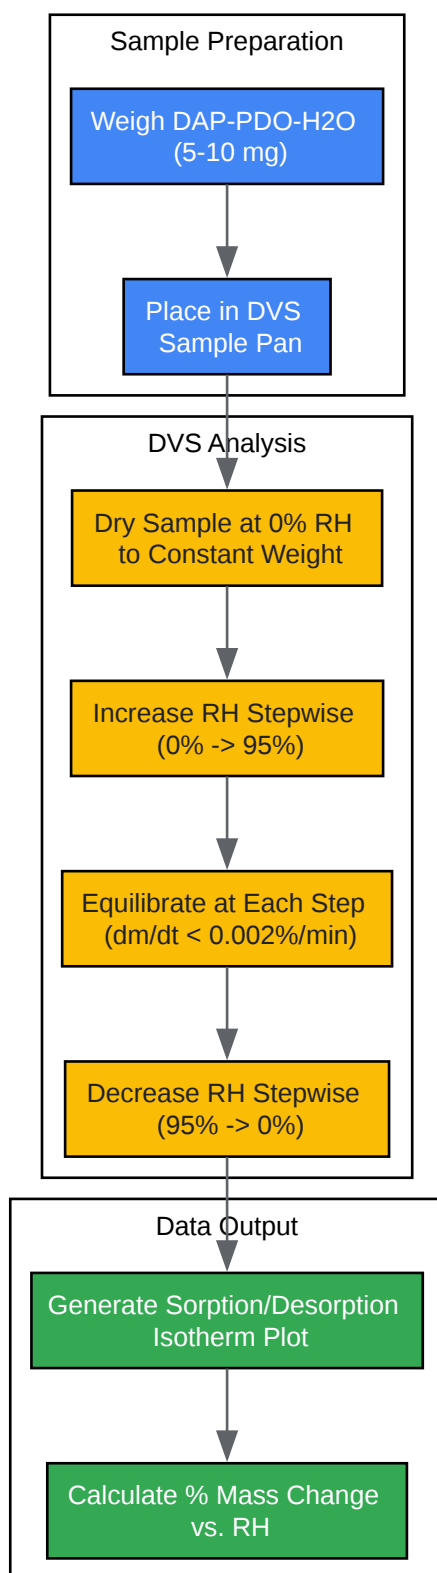 Sample Preparation
Weigh DAP-PDO-H2O
(5-10 mg)
Place in DVS
Sample Pan
DVS Analysis
Dry Sample at 0% RH
to Constant Weight
Increase RH Stepwise
(0% -> 95%)
Equilibrate at Each Step
(dm/dt < 0.002%/min)
Decrease RH Stepwise
(95% -> 0%)
Data Output
Generate Sorption/Desorption
Isotherm Plot
Calculate % Mass Change
vs. RH